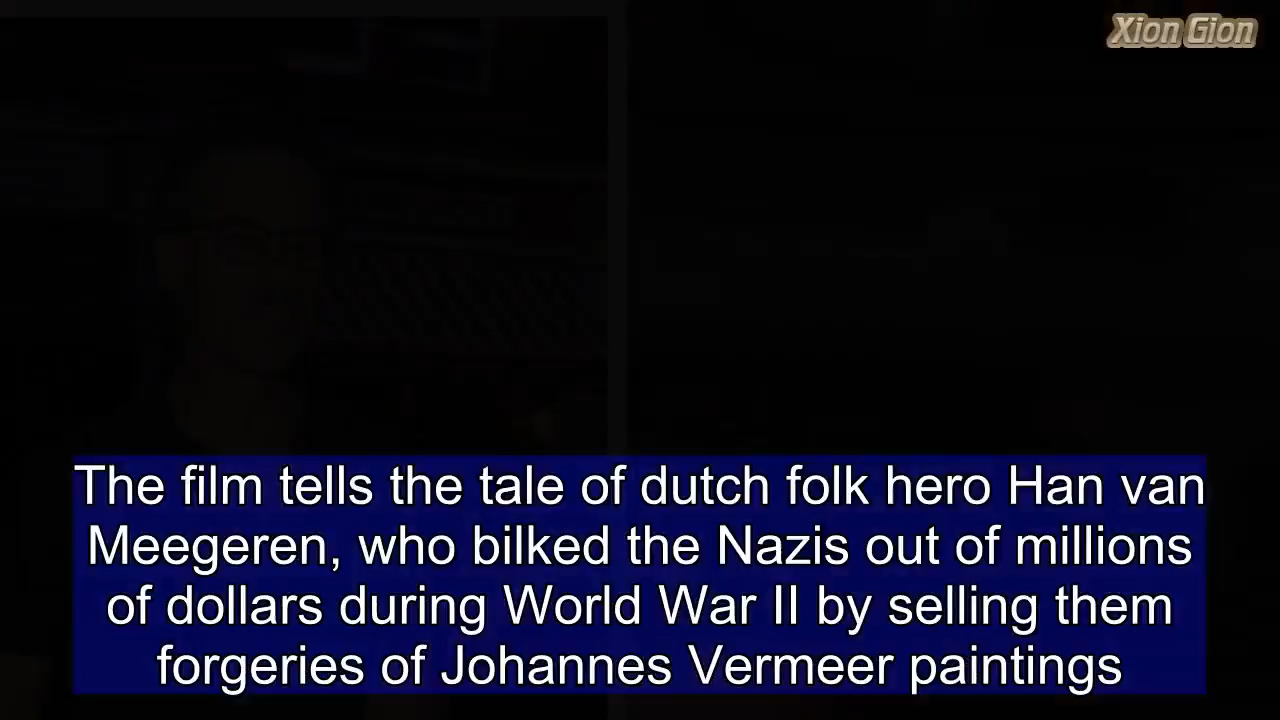 Xion Gion
The film tells the tale of dutch folk hero Han van
Meegeren, who bilked the Nazis out of millions
of dollars during World War II by selling them
forgeries of Johannes Vermeer paintings